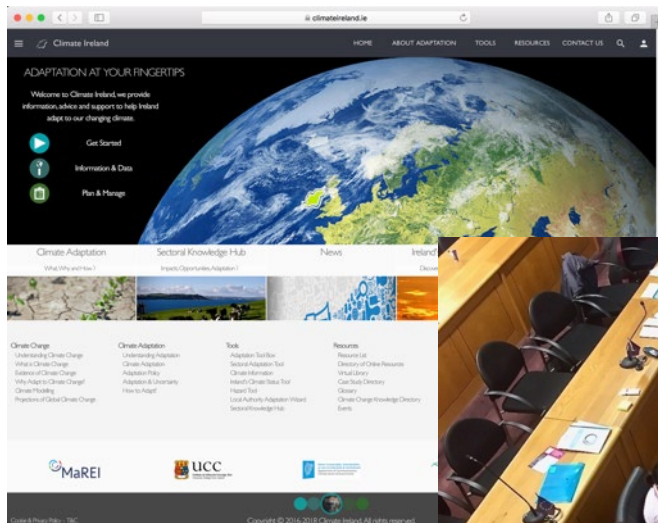 climateireland.ie
Climate Ireland
HOME
ABOUT ADAPTATION
TOOLS
RESOURCES
CONTACT US
ADAPTATION AT YOUR FINGERTIPS
Welcome to Climate Ireland, we provide
information, advice and support to help Ireland
adapt to our changing climate.
Get Started
Information & Data
Plan & Manage
Climate Adaptation
What, Why and How?
Sectoral Knowledge Hub
Impacts, Opportunities, Adaptation
News
Ireland'
Discove
Climate Change
Understanding Climate Change
What is Climate Change
Evidence of Climate Change
Why Adapt to Climate Change?
Climate Modeling
Projections of Global Climate Change
Climate Adaptation
Understanding Adaptation
Climate Adaptation
Adaptation Policy
Adaptation & Uncertainty
How to Adapt?
Tools
Adaptation Tool Box
Sectoral Adaptation Tool
Climate Information
Ireland's Climate Status Tool
Hazard Tool
Local Authority Adaptation Wizard
Sectoral Knowledge Hub
Resources
Resource List
Directory of Online Resources
Virtual Library
Case Study Directory
Glossary
Climate Change Knowledge Directory
Events
MaREI
UCC
Cookie & Privacy Policy - T&C
Copyright © 2016-2018 Climate Ireland. All rights reserved.